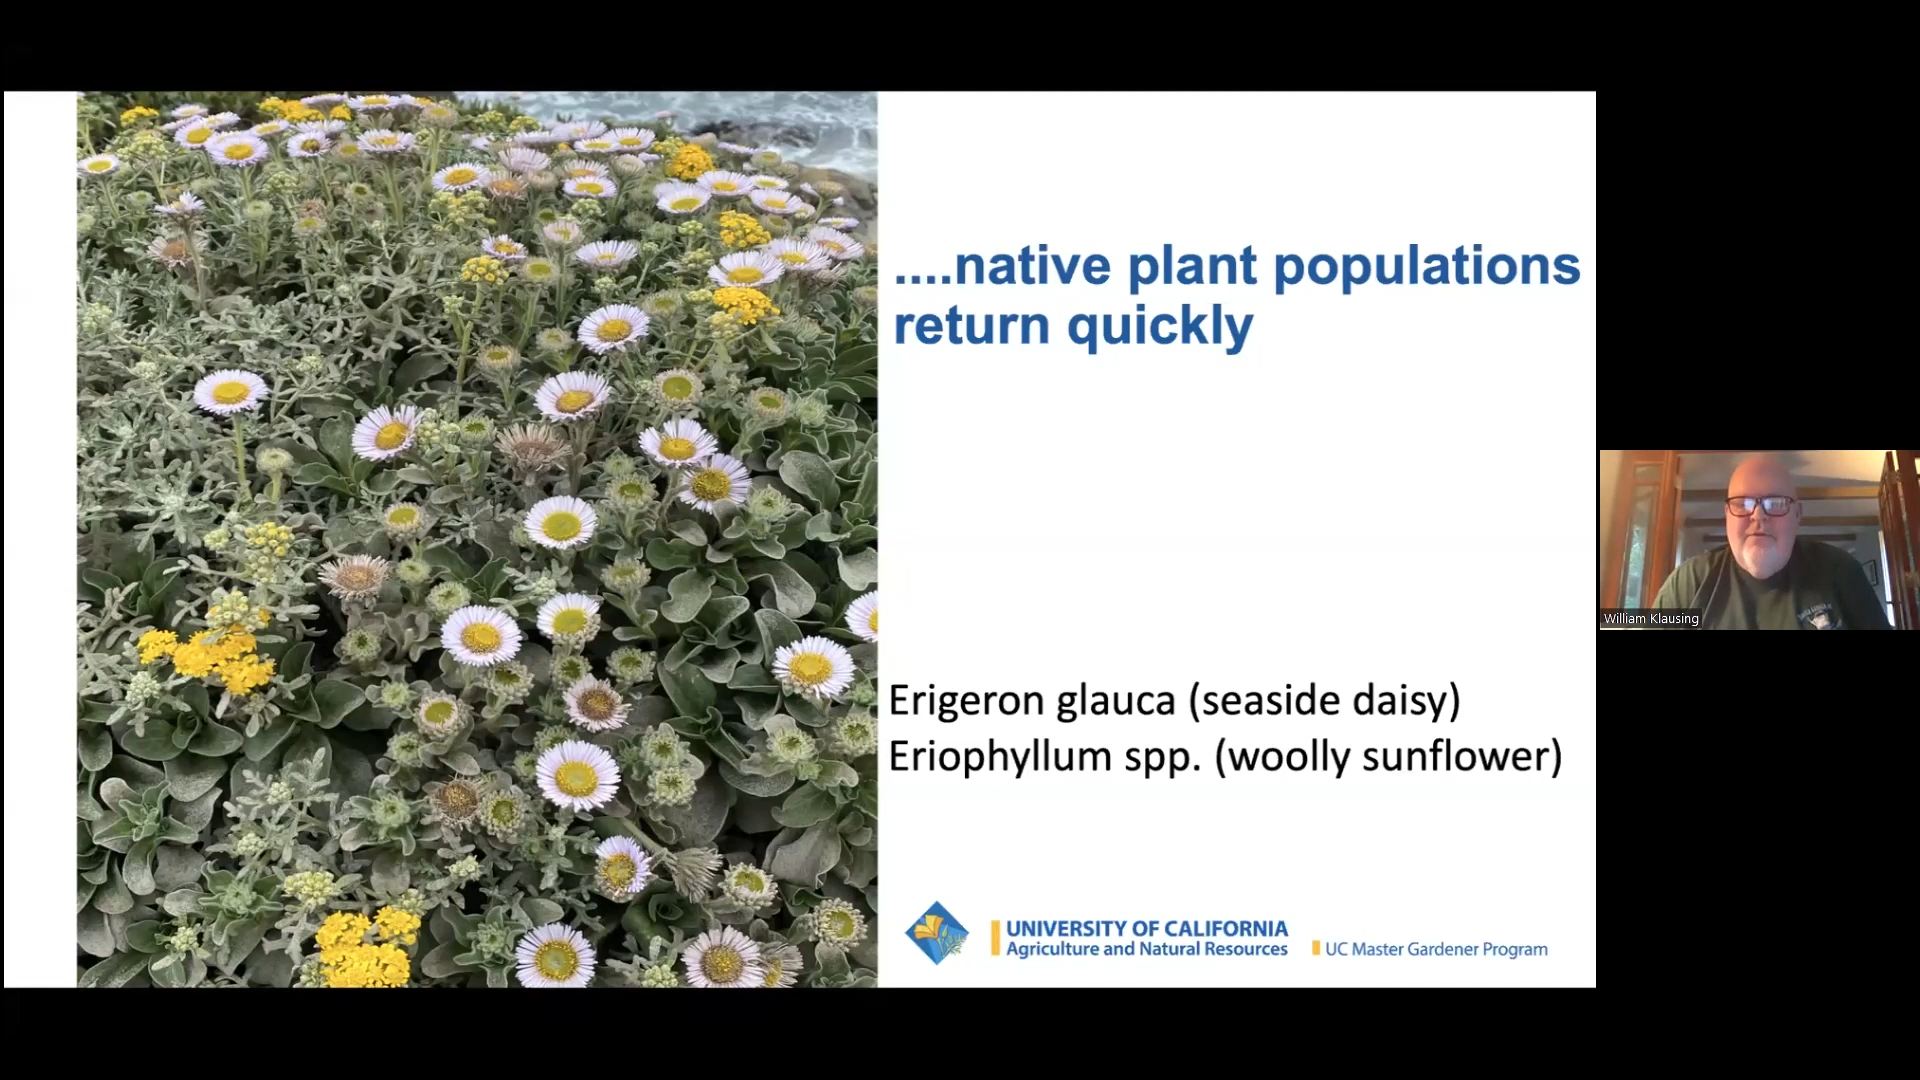 ....native plant populations
return quickly
Erigeron glauca (seaside daisy)
Eriophyllum spp. (woolly sunflower)
UNIVERSITY OF CALIFORNIA
Agriculture and Natural Resources
UC Master Gardener Program
William Klausing